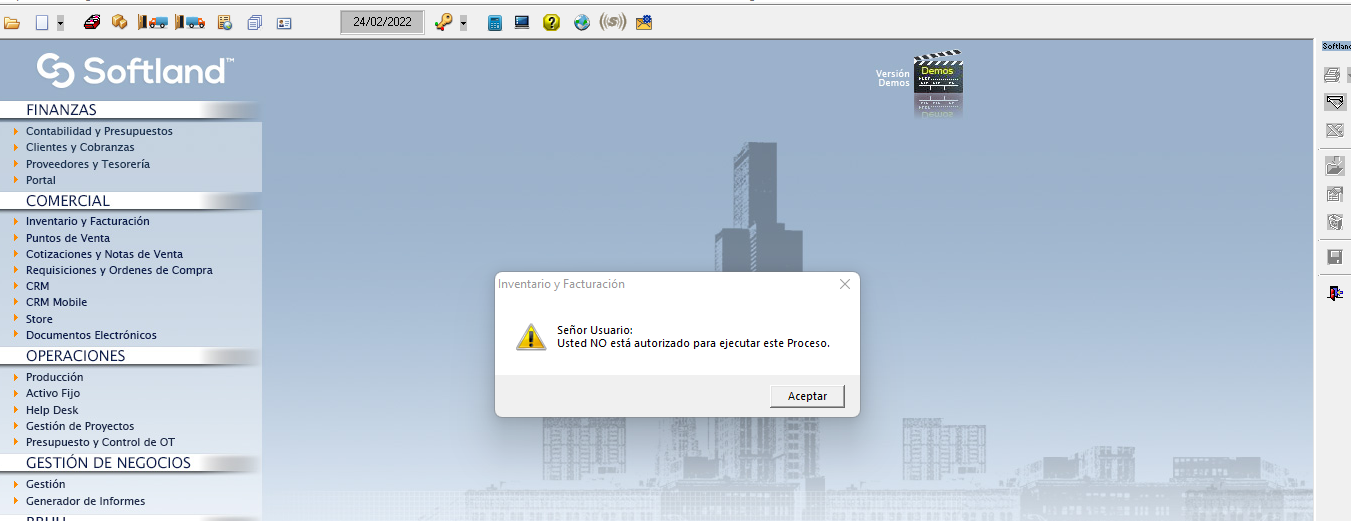 24/02/2022
Softland™
Versión
Demos
Demos
Softland
FINANZAS
Contabilidad y Presupuestos
Clientes y Cobranzas
Proveedores y Tesorería
Portal
COMERCIAL
Inventario y Facturación
Puntos de Venta
Cotizaciones y Notas de Venta
Requisiciones y Ordenes de Compra
CRM
CRM Mobile
Store
Documentos Electrónicos
OPERACIONES
Producción
Activo Fijo
Help Desk
Gestión de Proyectos
Presupuesto y Control de OT
GESTIÓN DE NEGOCIOS
Gestión
Generador de Informes
Inventario y Facturación
Señor Usuario:
Usted NO está autorizado para ejecutar este Proceso.
Aceptar